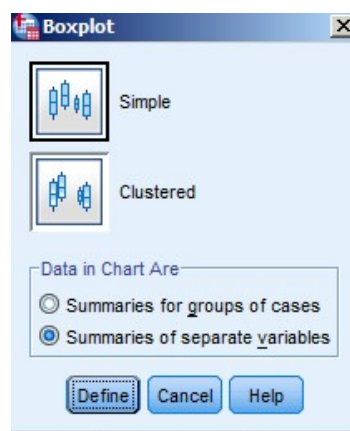 Boxplot
Simple
Clustered
Data in Chart Are
Summaries for groups of cases
Summaries of separate variables
Define Cancel Help